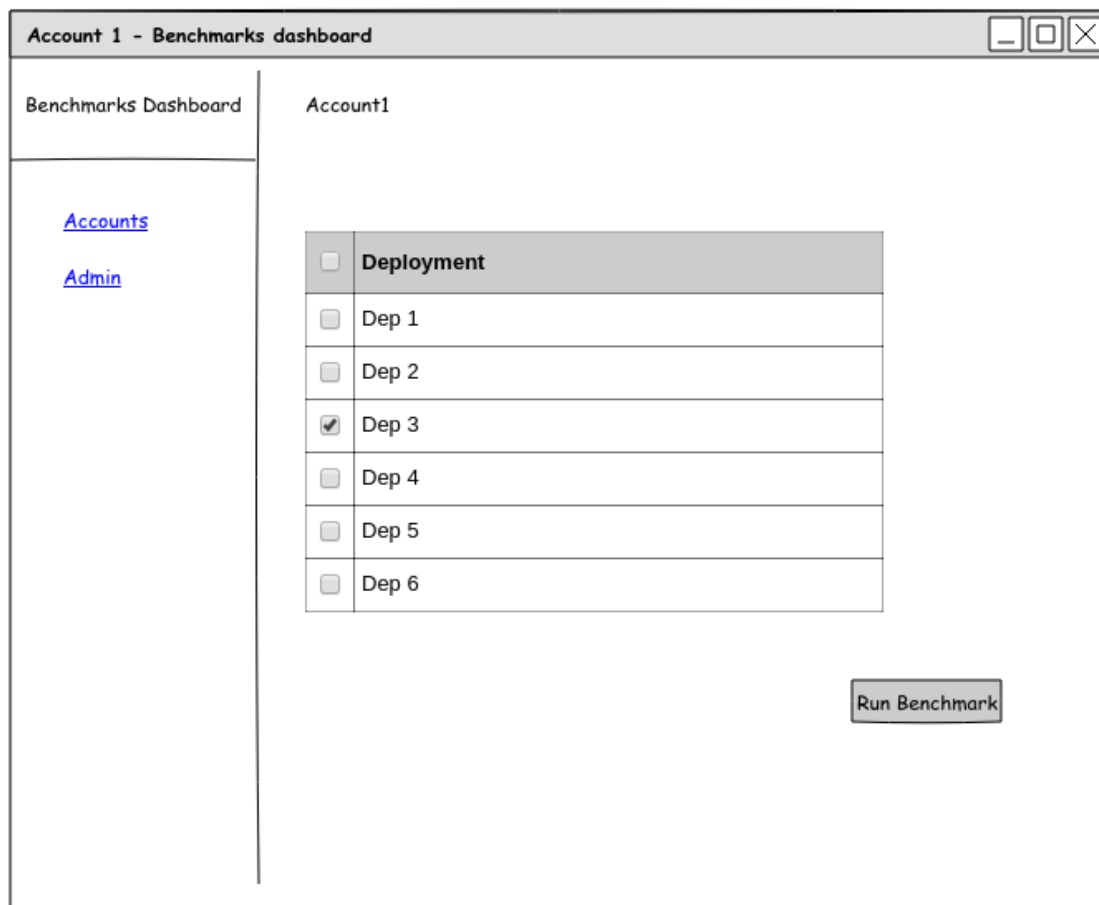 Account 1 - Benchmarks dashboard
Benchmarks Dashboard
Accounts
Admin
Account1
Deployment
Dep 1
Dep 2
Dep 3
Dep 4
Dep 5
Dep 6
Run Benchmark